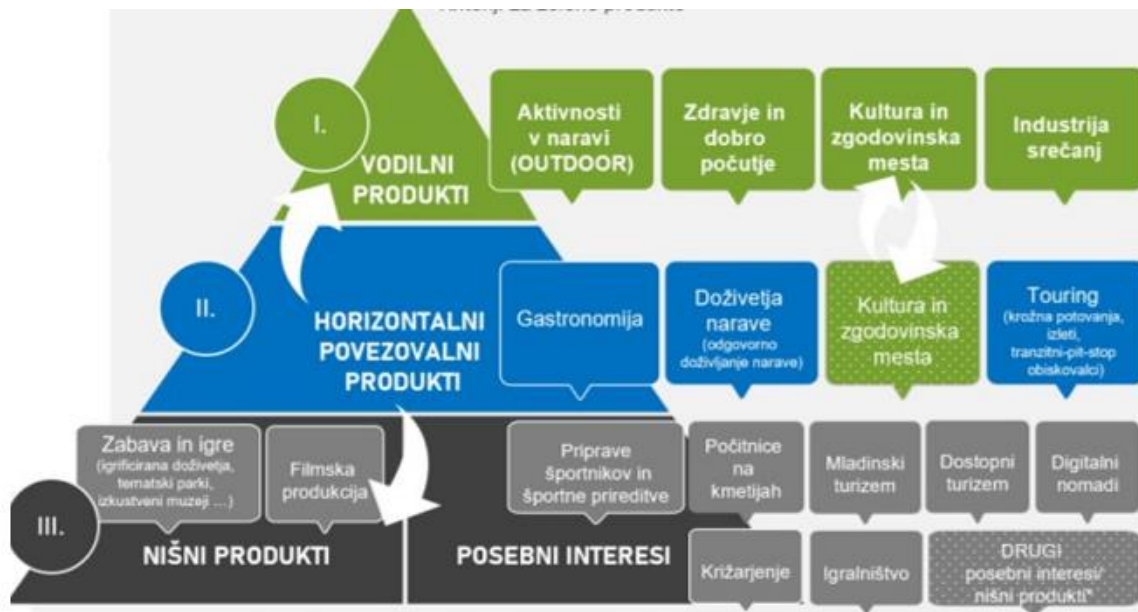 za zelene produkte
I.
VODILNI
PRODUKTI
Aktivnosti
v naravi
(OUTDOOR)
Zdravje in
dobro
počutje
Kultura in
zgodovinska
mesta
Industrija
srečanj
II.
HORIZONTALNI
POVEZOVALNI
PRODUKTI
Gastronomija
Doživetja
narave
(odgovorno
doživljanje narave)
Kultura in
zgodovinska
mesta
Touring
(krožna potovanja,
izleti,
tranzitni-pit-stop
obiskovalci)
III.
Zabava in igre
(igrificirana doživetja,
tematski parki,
izkustveni muzeji ...)
Filmska
produkcija
NIŠNI PRODUKTI
Priprave
športnikov in
športne prireditve
POSEBNI INTERESI
Počitnice
na
kmetijah
Mladinski
turizem
Dostopni
turizem
Digitalni
nomadi
Križarjenje
Igralništvo
DRUGI
posebni interesi/
nišni produkti*